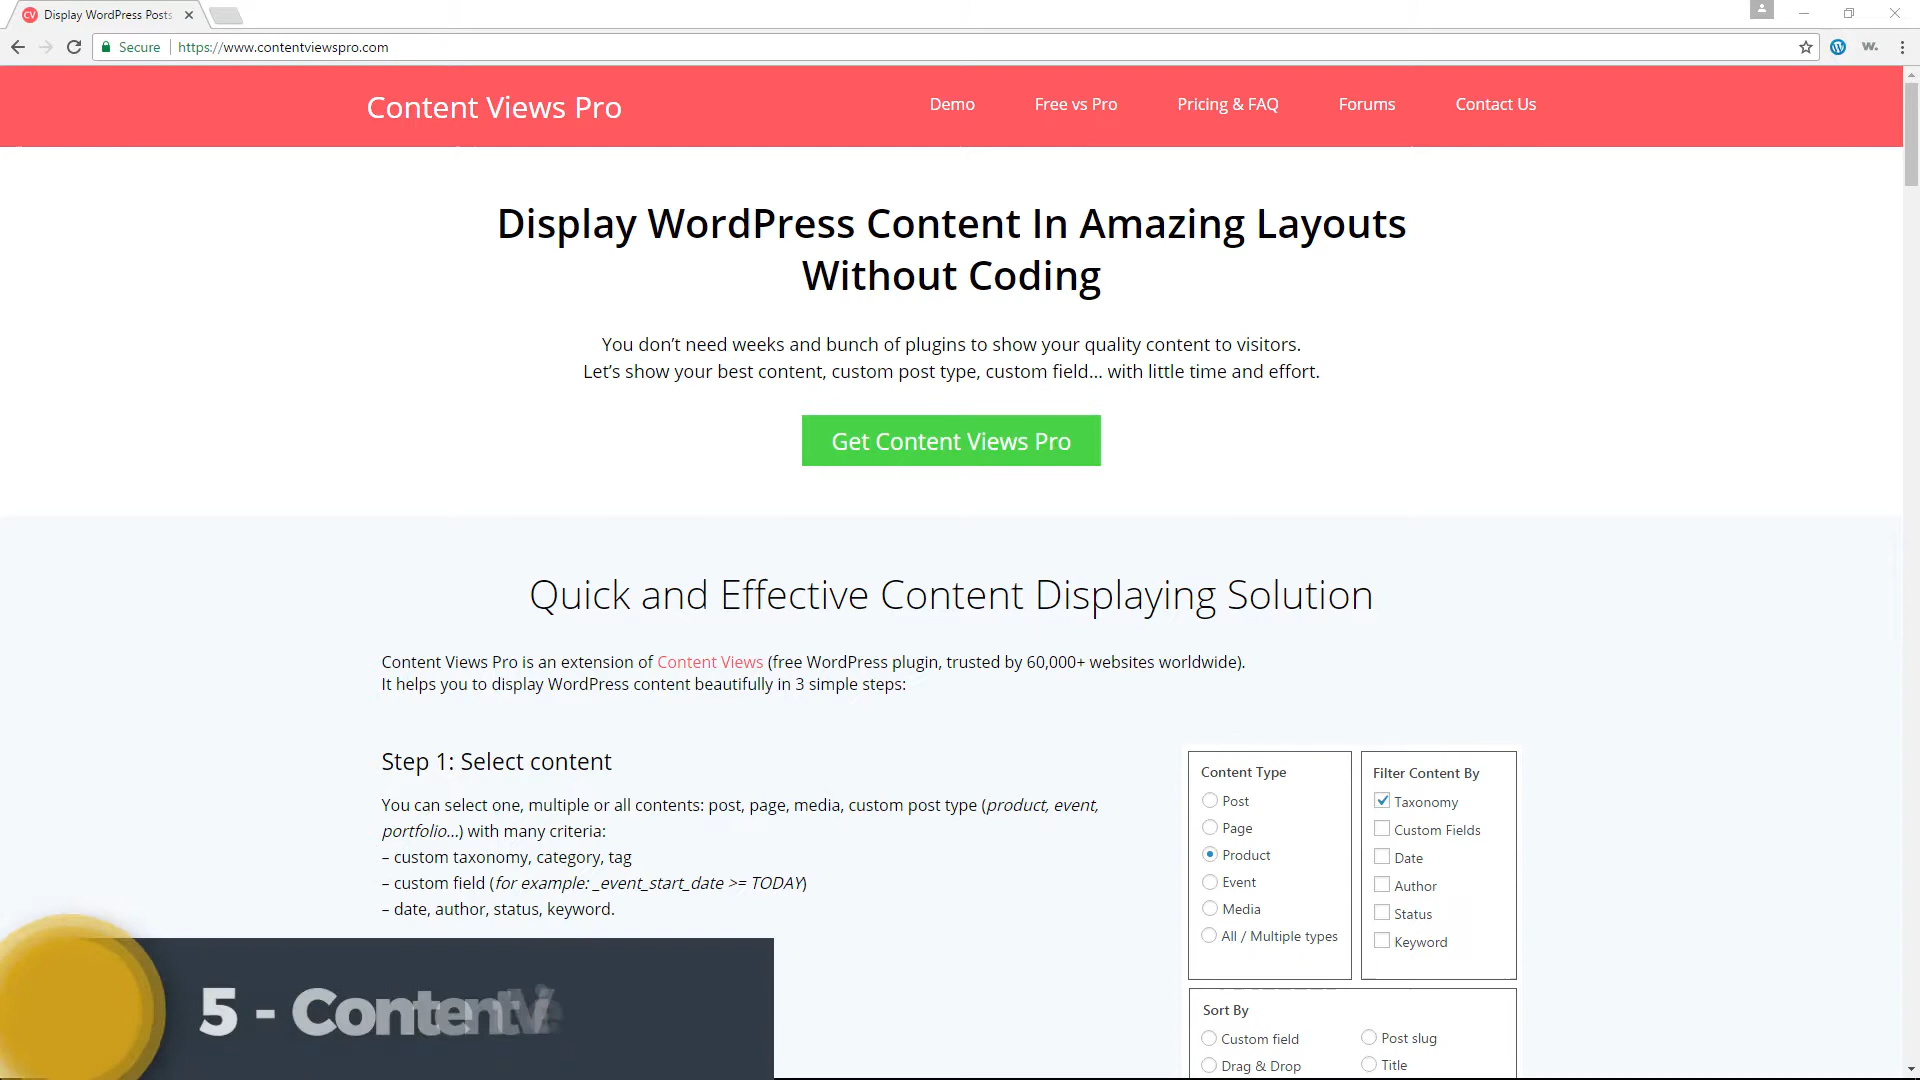 Display WordPress Posts
Secure
https://www.contentviewspro.com
Content Views Pro
Demo
Free vs Pro
Pricing & FAQ
Forums
Contact Us
Display WordPress Content In Amazing Layouts
Without Coding
You don't need weeks and bunch of plugins to show your quality content to visitors.
Let's show your best content, custom post type, custom field... with little time and effort.
Get Content Views Pro
Quick and Effective Content Displaying Solution
Content Views Pro is an extension of Content Views (free WordPress plugin, trusted by 60,000+ websites worldwide).
It helps you to display WordPress content beautifully in 3 simple steps:
Step 1: Select content
You can select one, multiple or all contents: post, page, media, custom post type (product, event,
portfolio...) with many criteria:
– custom taxonomy, category, tag
– custom field (for example: _event_start_date >= TODAY)
– date, author, status, keyword.
Content Type
Post
Page
Product
Event
Media
All / Multiple types
Filter Content By
Taxonomy
Custom Fields
Date
Author
Status
Keyword
Sort By
Custom field
Post slug
Drag & Drop
Title
5 - Content
CV
W.